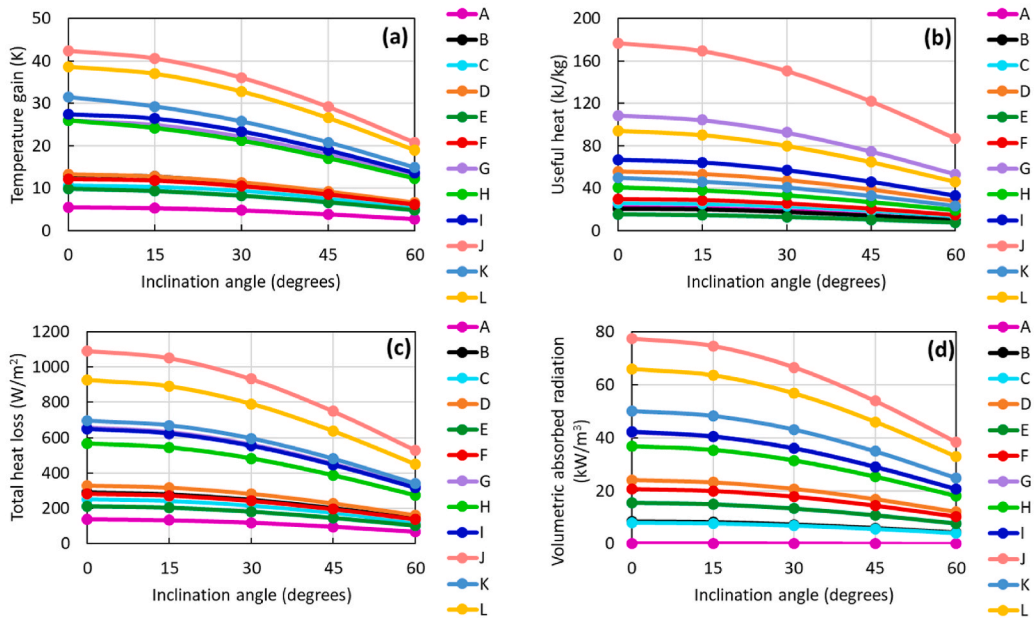 (a)
Temperature gain (K)
50
40
30
20
10
0
0 15 30 45 60
Inclination angle (degrees)
A
B
C
D
E
F
G
H
I
J
K
L
(b)
Useful heat (kJ/kg)
200
160
120
80
40
0
0 15 30 45 60
Inclination angle (degrees)
A
B
C
D
E
F
G
H
I
J
K
L
(c)
Total heat loss (W/m²)
1200
1000
800
600
400
200
0
0 15 30 45 60
Inclination angle (degrees)
A
B
C
D
E
F
G
H
I
J
K
L
(d)
Volumetric absorbed radiation
(kW/m³)
80
60
40
20
0
0 15 30 45 60
Inclination angle (degrees)
A
B
C
D
E
F
G
H
I
J
K
L